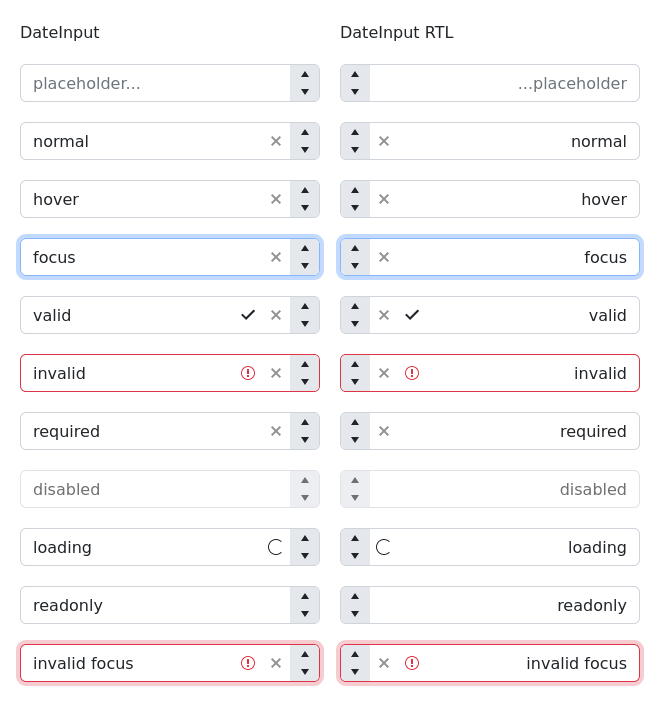 DateInput DateInput RTL
placeholder... ...placeholder
normal normal
hover hover
focus focus
valid valid
invalid invalid
required required
disabled disabled
loading loading
readonly readonly
invalid focus invalid focus